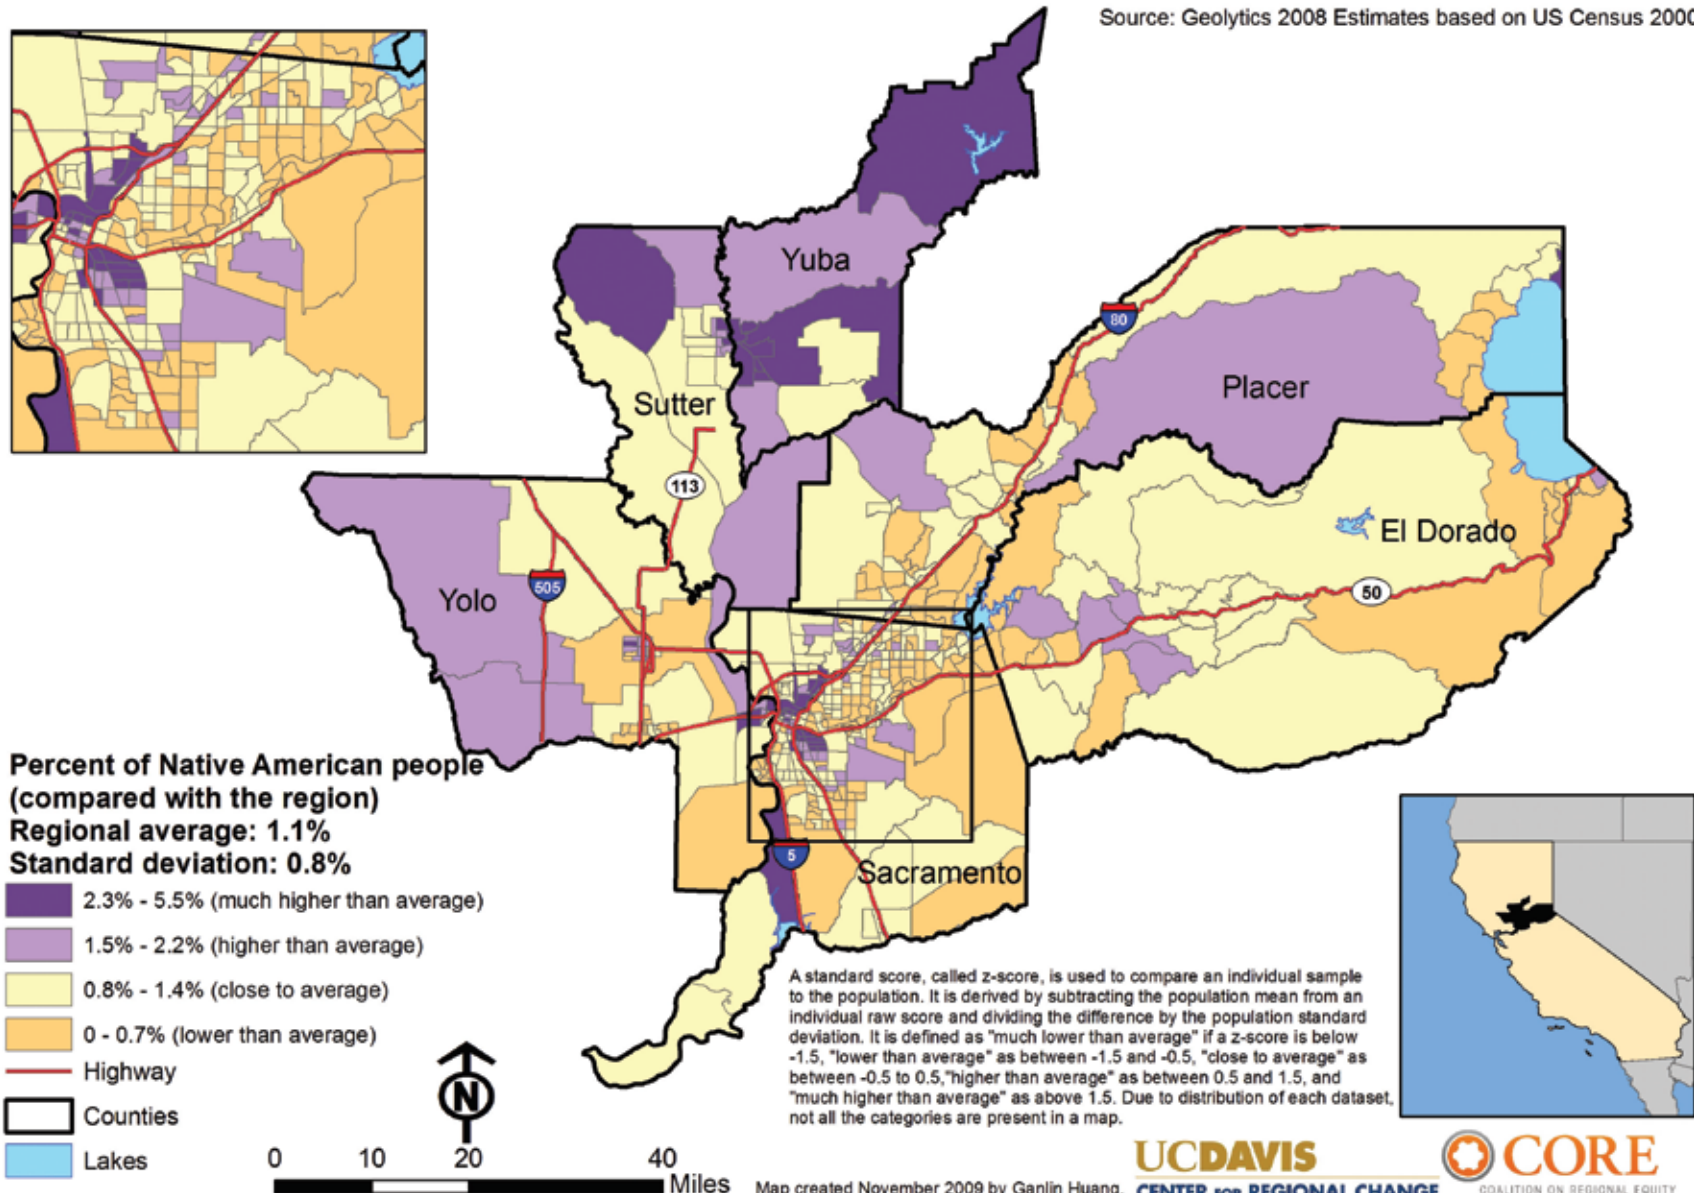 Source: Geolytics 2008 Estimates based on US Census 2000
Yuba
80
Placer
Sutter
113
El Dorado
Yolo
505
50
5
Sacramento
Percent of Native American people
(compared with the region)
Regional average: 1.1%
Standard deviation: 0.8%
2.3% - 5.5% (much higher than average)
1.5% - 2.2% (higher than average)
0.8% - 1.4% (close to average)
0 - 0.7% (lower than average)
Highway
Counties
Lakes
N
0 10 20 40
Miles
A standard score, called z-score, is used to compare an individual sample
to the population. It is derived by subtracting the population mean from an
individual raw score and dividing the difference by the population standard
deviation. It is defined as "much lower than average" if a z-score is below
-1.5, "lower than average" as between -1.5 and -0.5, "close to average" as
between -0.5 to 0.5,"higher than average" as between 0.5 and 1.5, and
"much higher than average" as above 1.5. Due to distribution of each dataset,
not all the categories are present in a map.
Map created November 2009 by Ganlin Huang.
UCDAVIS
CENTER FOR REGIONAL CHANGE
CORE
COALITION ON REGIONAL EQUITY